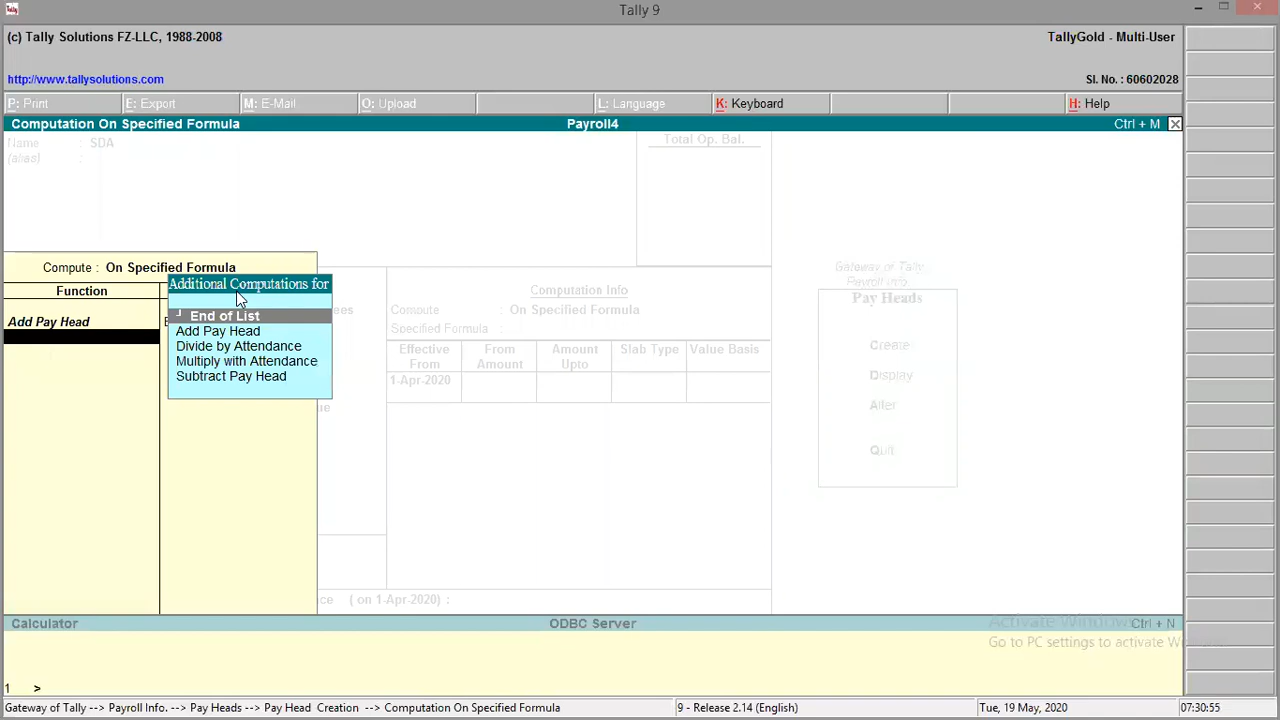 Tally 9
(c) Tally Solutions FZ-LLC, 1988-2008
TallyGold - Multi-User
http://www.tallysolutions.com
Sl. No. : 60602028
P: Print
E: Export
M: E-Mail
O: Upload
L: Language
K: Keyboard
H: Help
Computation On Specified Formula
Payroll4
Ctrl + M
Name : SDA
(alias) :
Total Op. Bal.
Compute : On Specified Formula
Function
Add Pay Head
Additional Computations for
End of List
Add Pay Head
Divide by Attendance
Multiply with Attendance
Subtract Pay Head
Computation Info
Compute : On Specified Formula
Specified Formula :
Effective From
From Amount
Amount Upto
Slab Type
Value Basis
1-Apr-2020
( on 1-Apr-2020) :
Gateway of Tally
Payroll Info.
Pay Heads
Create
Display
Alter
Quit
Calculator
ODBC Server
Ctrl + N
Activate Windows
Go to PC settings to activate
1 >
Gateway of Tally --> Payroll Info. --> Pay Heads --> Pay Head Creation --> Computation On Specified Formula
9 - Release 2.14 (English)
Tue, 19 May, 2020
07:30:55